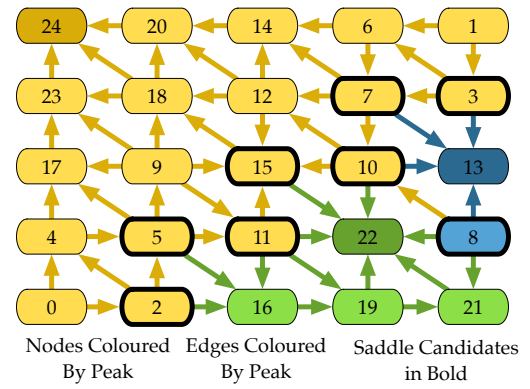 24 20 14 6 1
23 18 12 7 3
17 9 15 10 13
4 5 11 22 8
0 2 16 19 21
Nodes Coloured Edges Coloured Saddle Candidates
By Peak By Peak in Bold